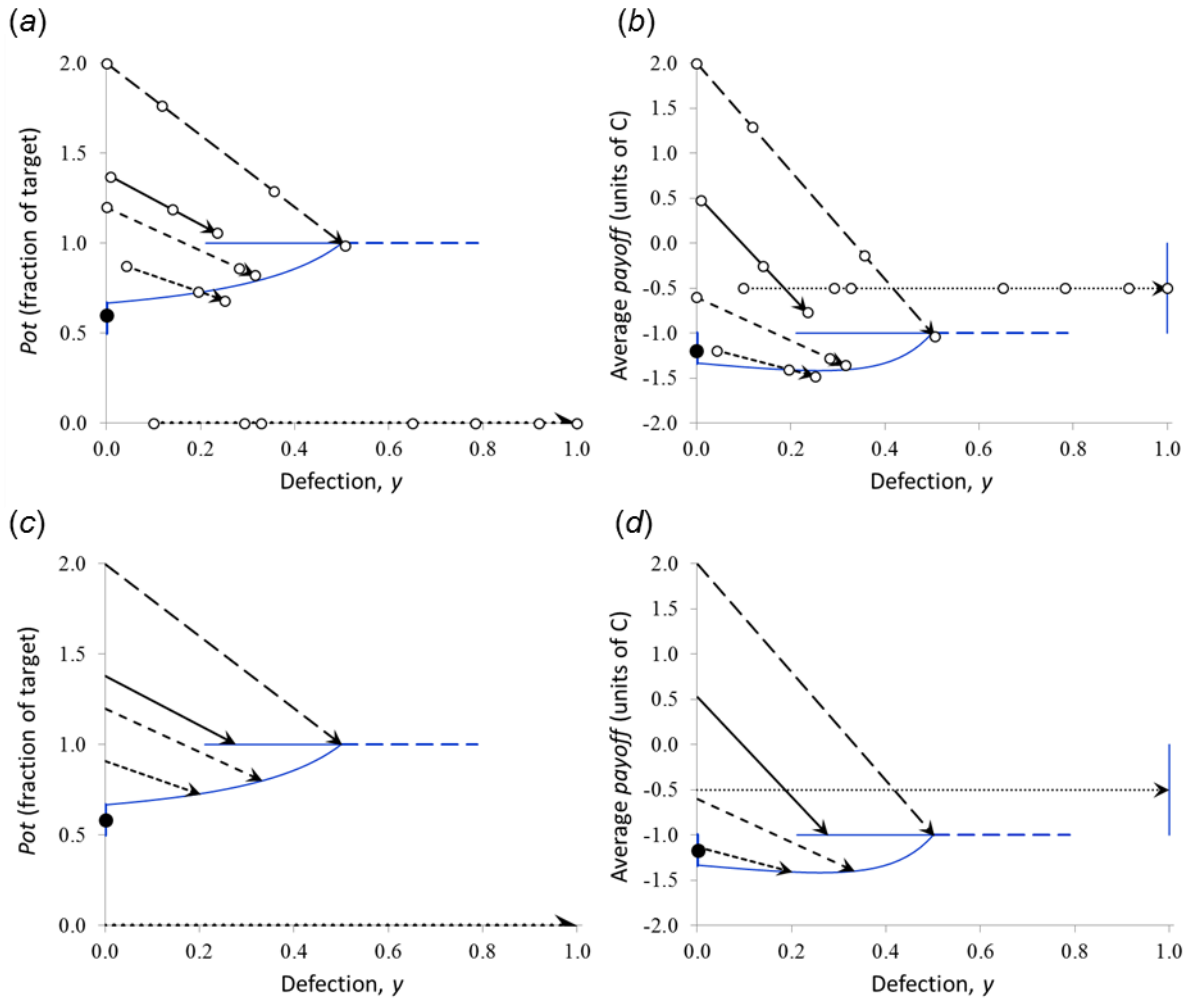 (a)
Pot (fraction of target)
2.0
1.5
1.0
0.5
0.0
0.0 0.2 0.4 0.6 0.8 1.0
Defection, y
(b)
Average payoff (units of C)
2.0
1.5
1.0
0.5
0.0
-0.5
-1.0
-1.5
-2.0
0.0 0.2 0.4 0.6 0.8 1.0
Defection, y
(c)
Pot (fraction of target)
2.0
1.5
1.0
0.5
0.0
0.0 0.2 0.4 0.6 0.8 1.0
Defection, y
(d)
Average payoff (units of C)
2.0
1.5
1.0
0.5
0.0
-0.5
-1.0
-1.5
-2.0
0.0 0.2 0.4 0.6 0.8 1.0
Defection, y